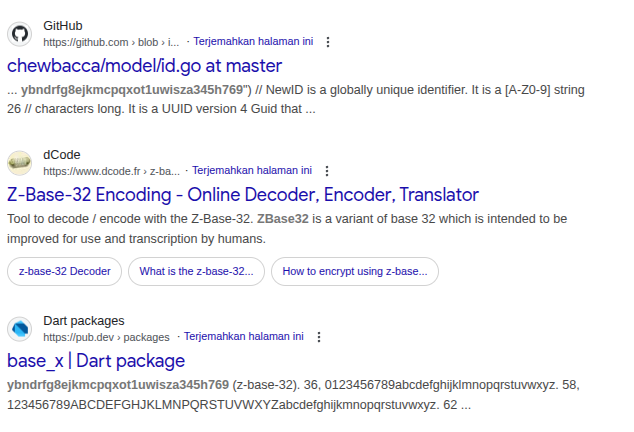 GitHub
https://github.com › blob › i... · Terjemahkan halaman ini
chewbacca/model/id.go at master
... ybndrfg8ejkmcpqxot1uwisza345h769") // NewID is a globally unique identifier. It is a [A-Z0-9] string
26 // characters long. It is a UUID version 4 Guid that ...
dCode
https://www.dcode.fr › z-ba... · Terjemahkan halaman ini
Z-Base-32 Encoding - Online Decoder, Encoder, Translator
Tool to decode / encode with the Z-Base-32. ZBase32 is a variant of base 32 which is intended to be
improved for use and transcription by humans.
z-base-32 Decoder What is the z-base-32... How to encrypt using z-base...
Dart packages
https://pub.dev › packages · Terjemahkan halaman ini
base_x | Dart package
ybndrfg8ejkmcpqxot1uwisza345h769 (z-base-32). 36, 0123456789abcdefghijklmnopqrstuvwxyz. 58,
123456789ABCDEFGHJKLMNPQRSTUVWXYZabcdefghijkmnopqrstuvwxyz. 62 ...